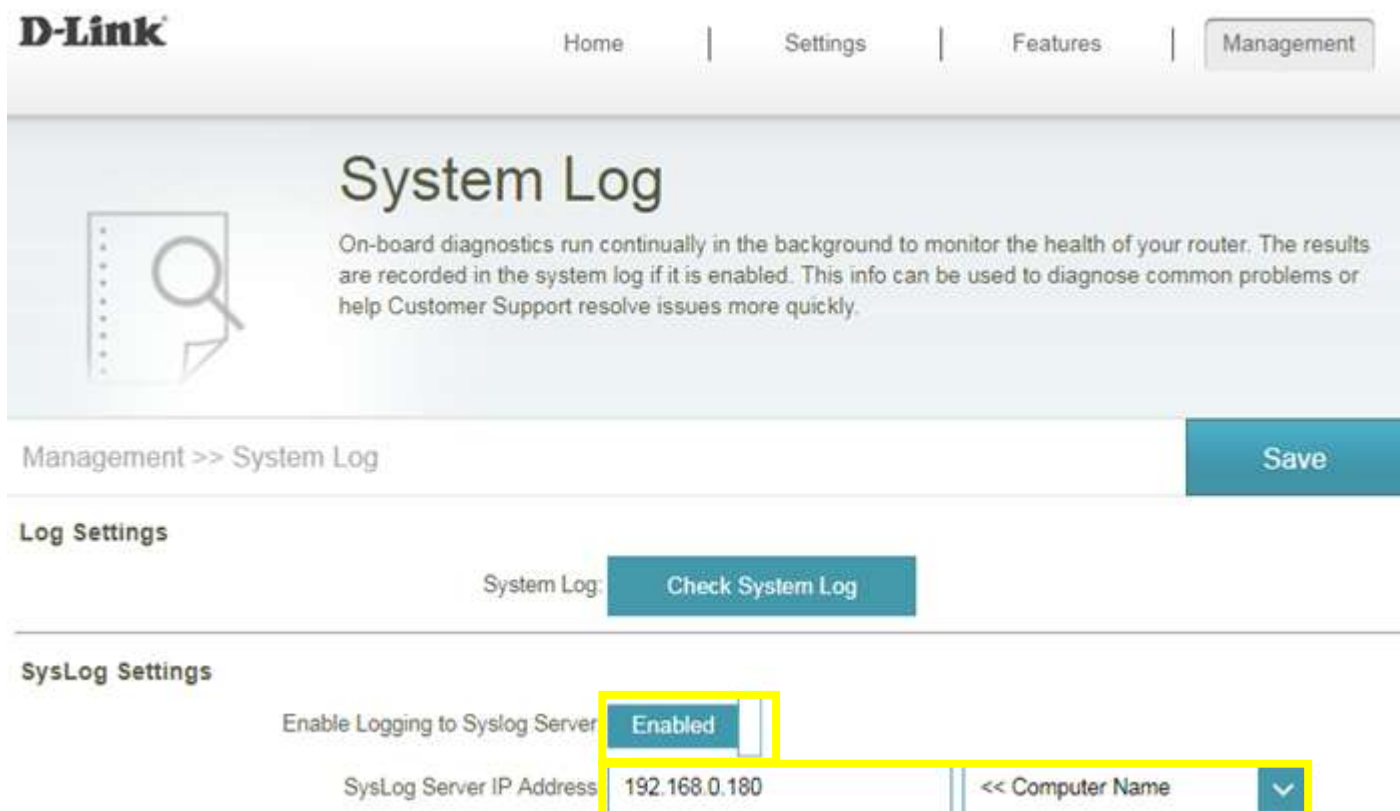 D-Link
Home | Settings | Features | Management
System Log
On-board diagnostics run continually in the background to monitor the health of your router. The results
are recorded in the system log if it is enabled. This info can be used to diagnose common problems or
help Customer Support resolve issues more quickly.
Management >> System Log Save
Log Settings
System Log: Check System Log
SysLog Settings
Enable Logging to Syslog Server Enabled
SysLog Server IP Address 192.168.0.180 << Computer Name